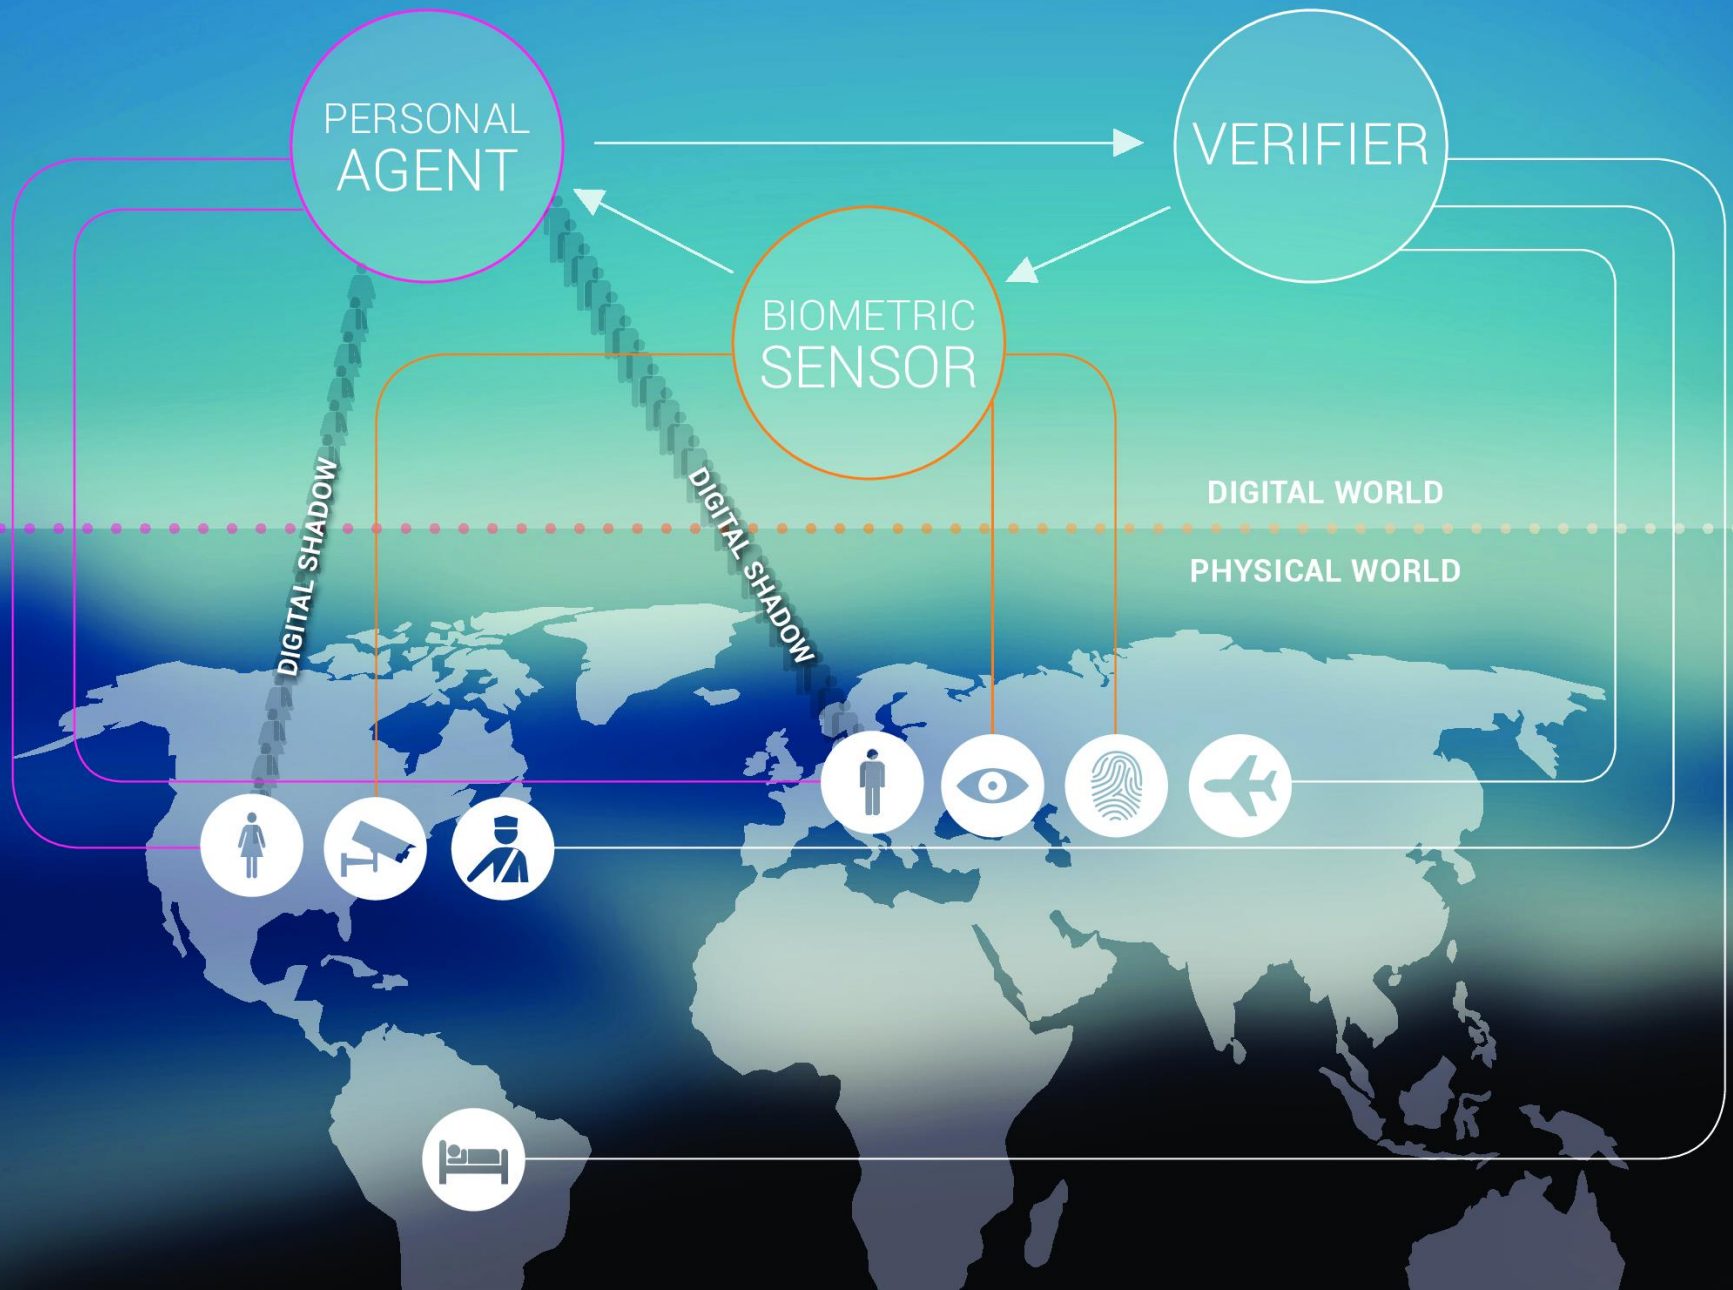 PERSONAL
AGENT
VERIFIER
BIOMETRIC
SENSOR
DIGITAL SHADOW
DIGITAL SHADOW
DIGITAL WORLD
PHYSICAL WORLD